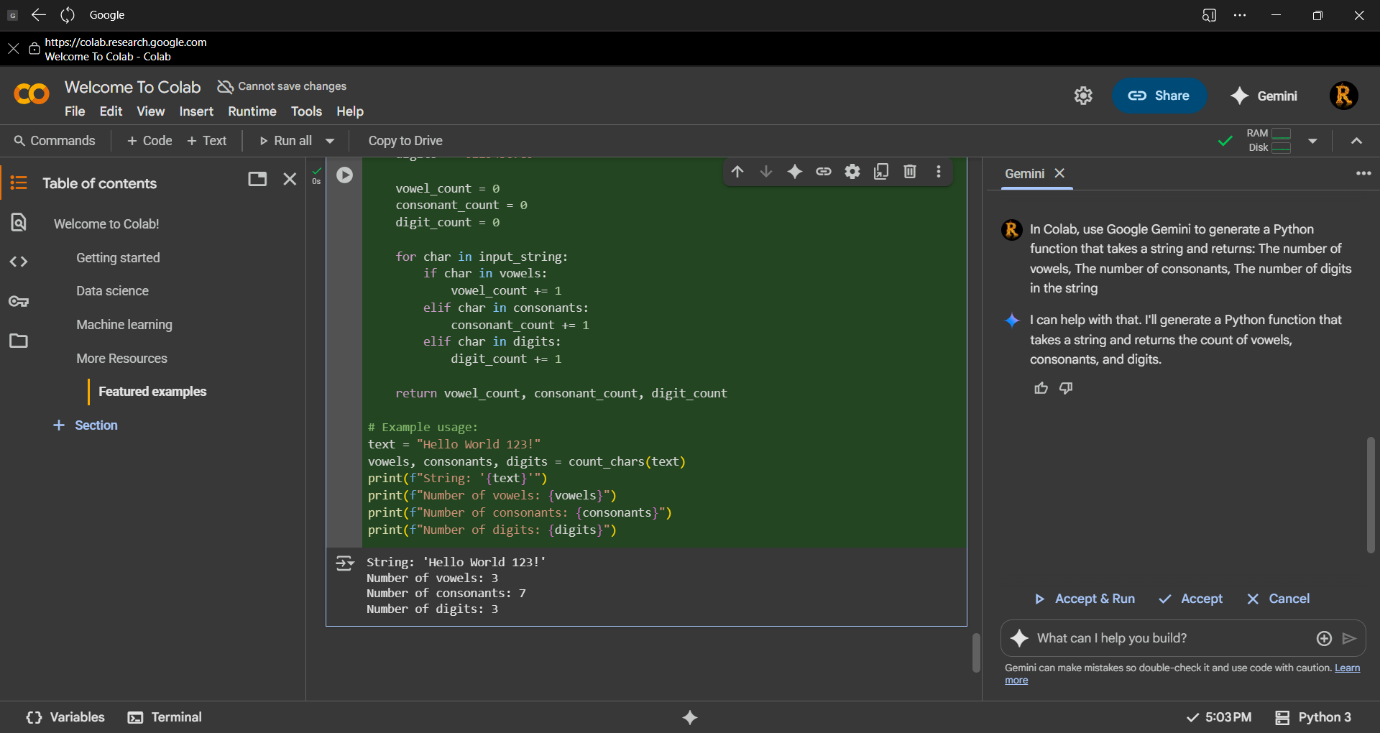 G
Google
https://colab.research.google.com
Welcome To Colab - Colab
Welcome To Colab
Cannot save changes
File Edit View Insert Runtime Tools Help
Share
Gemini
R
Commands + Code + Text Run all Copy to Drive
RAM
Disk
Table of contents
Welcome to Colab!
Getting started
Data science
Machine learning
More Resources
Featured examples
+ Section
0s
vowel_count = 0
consonant_count = 0
digit_count = 0
for char in input_string:
if char in vowels:
vowel_count += 1
elif char in consonants:
consonant_count += 1
elif char in digits:
digit_count += 1
return vowel_count, consonant_count, digit_count
# Example usage:
text = "Hello World 123!"
vowels, consonants, digits = count_chars(text)
print(f"String: '{text}'")
print(f"Number of vowels: {vowels}")
print(f"Number of consonants: {consonants}")
print(f"Number of digits: {digits}")
String: 'Hello World 123!'
Number of vowels: 3
Number of consonants: 7
Number of digits: 3
Gemini
R
In Colab, use Google Gemini to generate a Python
function that takes a string and returns: The number of
vowels, The number of consonants, The number of digits
in the string
I can help with that. I'll generate a Python function that
takes a string and returns the count of vowels,
consonants, and digits.
Accept & Run Accept Cancel
What can I help you build?
Gemini can make mistakes so double-check it and use code with caution. Learn
more
{} Variables Terminal
5:03 PM Python 3